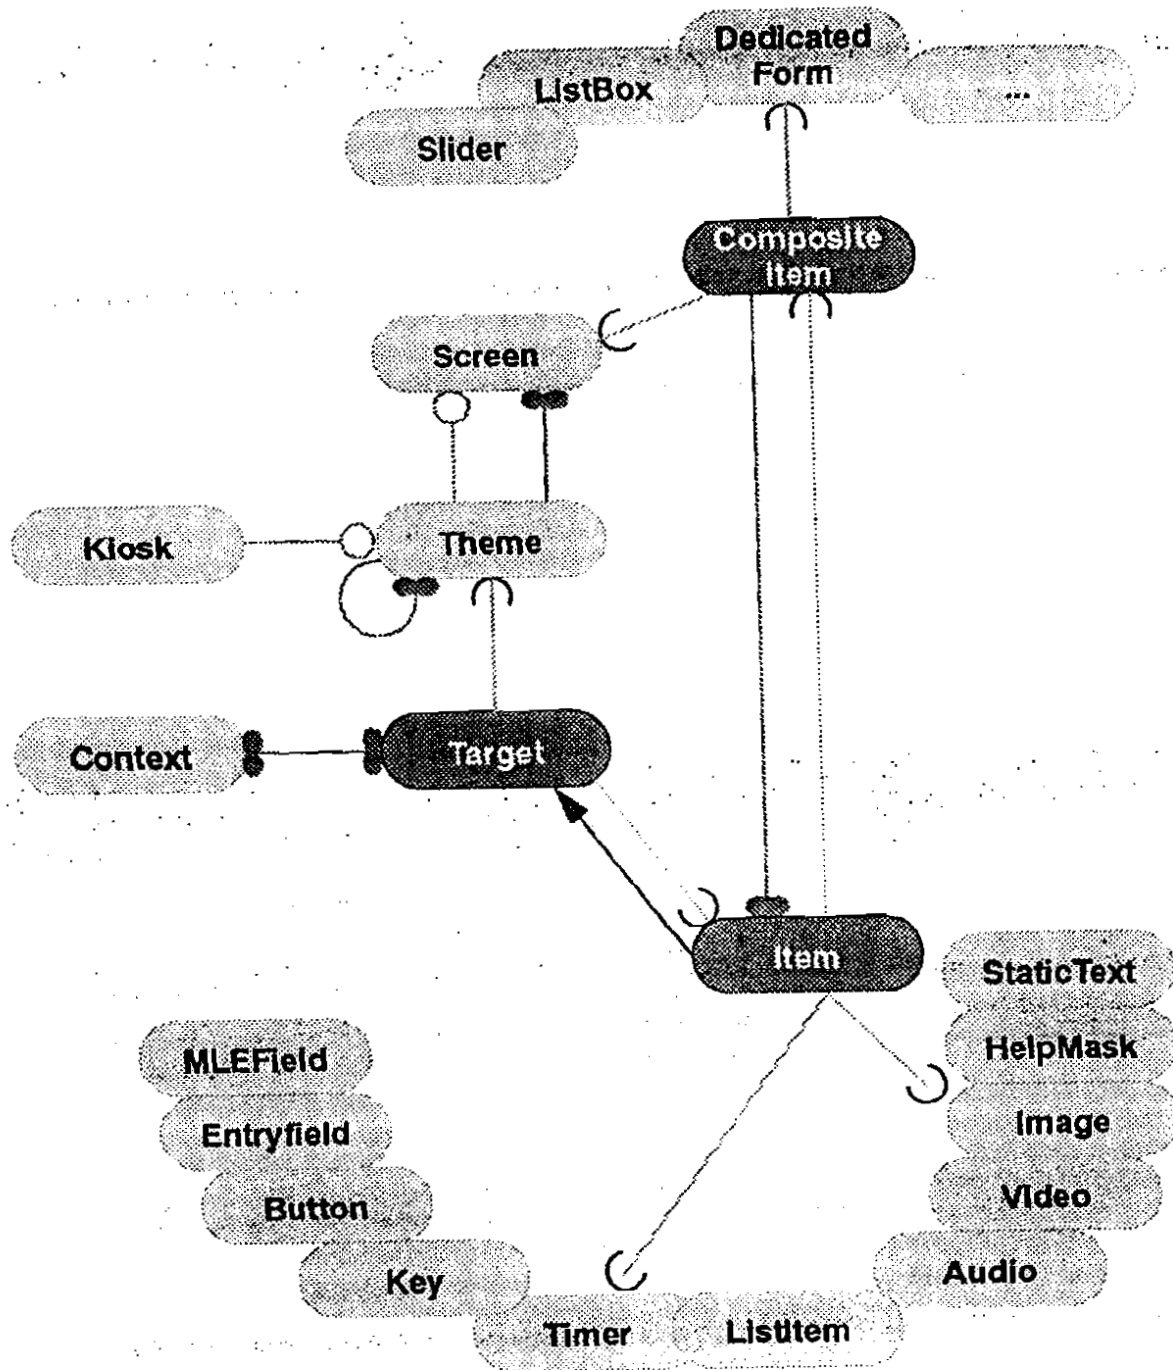 Dedicated
Form
ListBox
...
Slider
Composite
Item
Screen
Kiosk
Theme
Context
Target
Item
StaticText
MLEField
HelpMask
Entryfield
Image
Button
Video
Key
Audio
Timer
ListItem